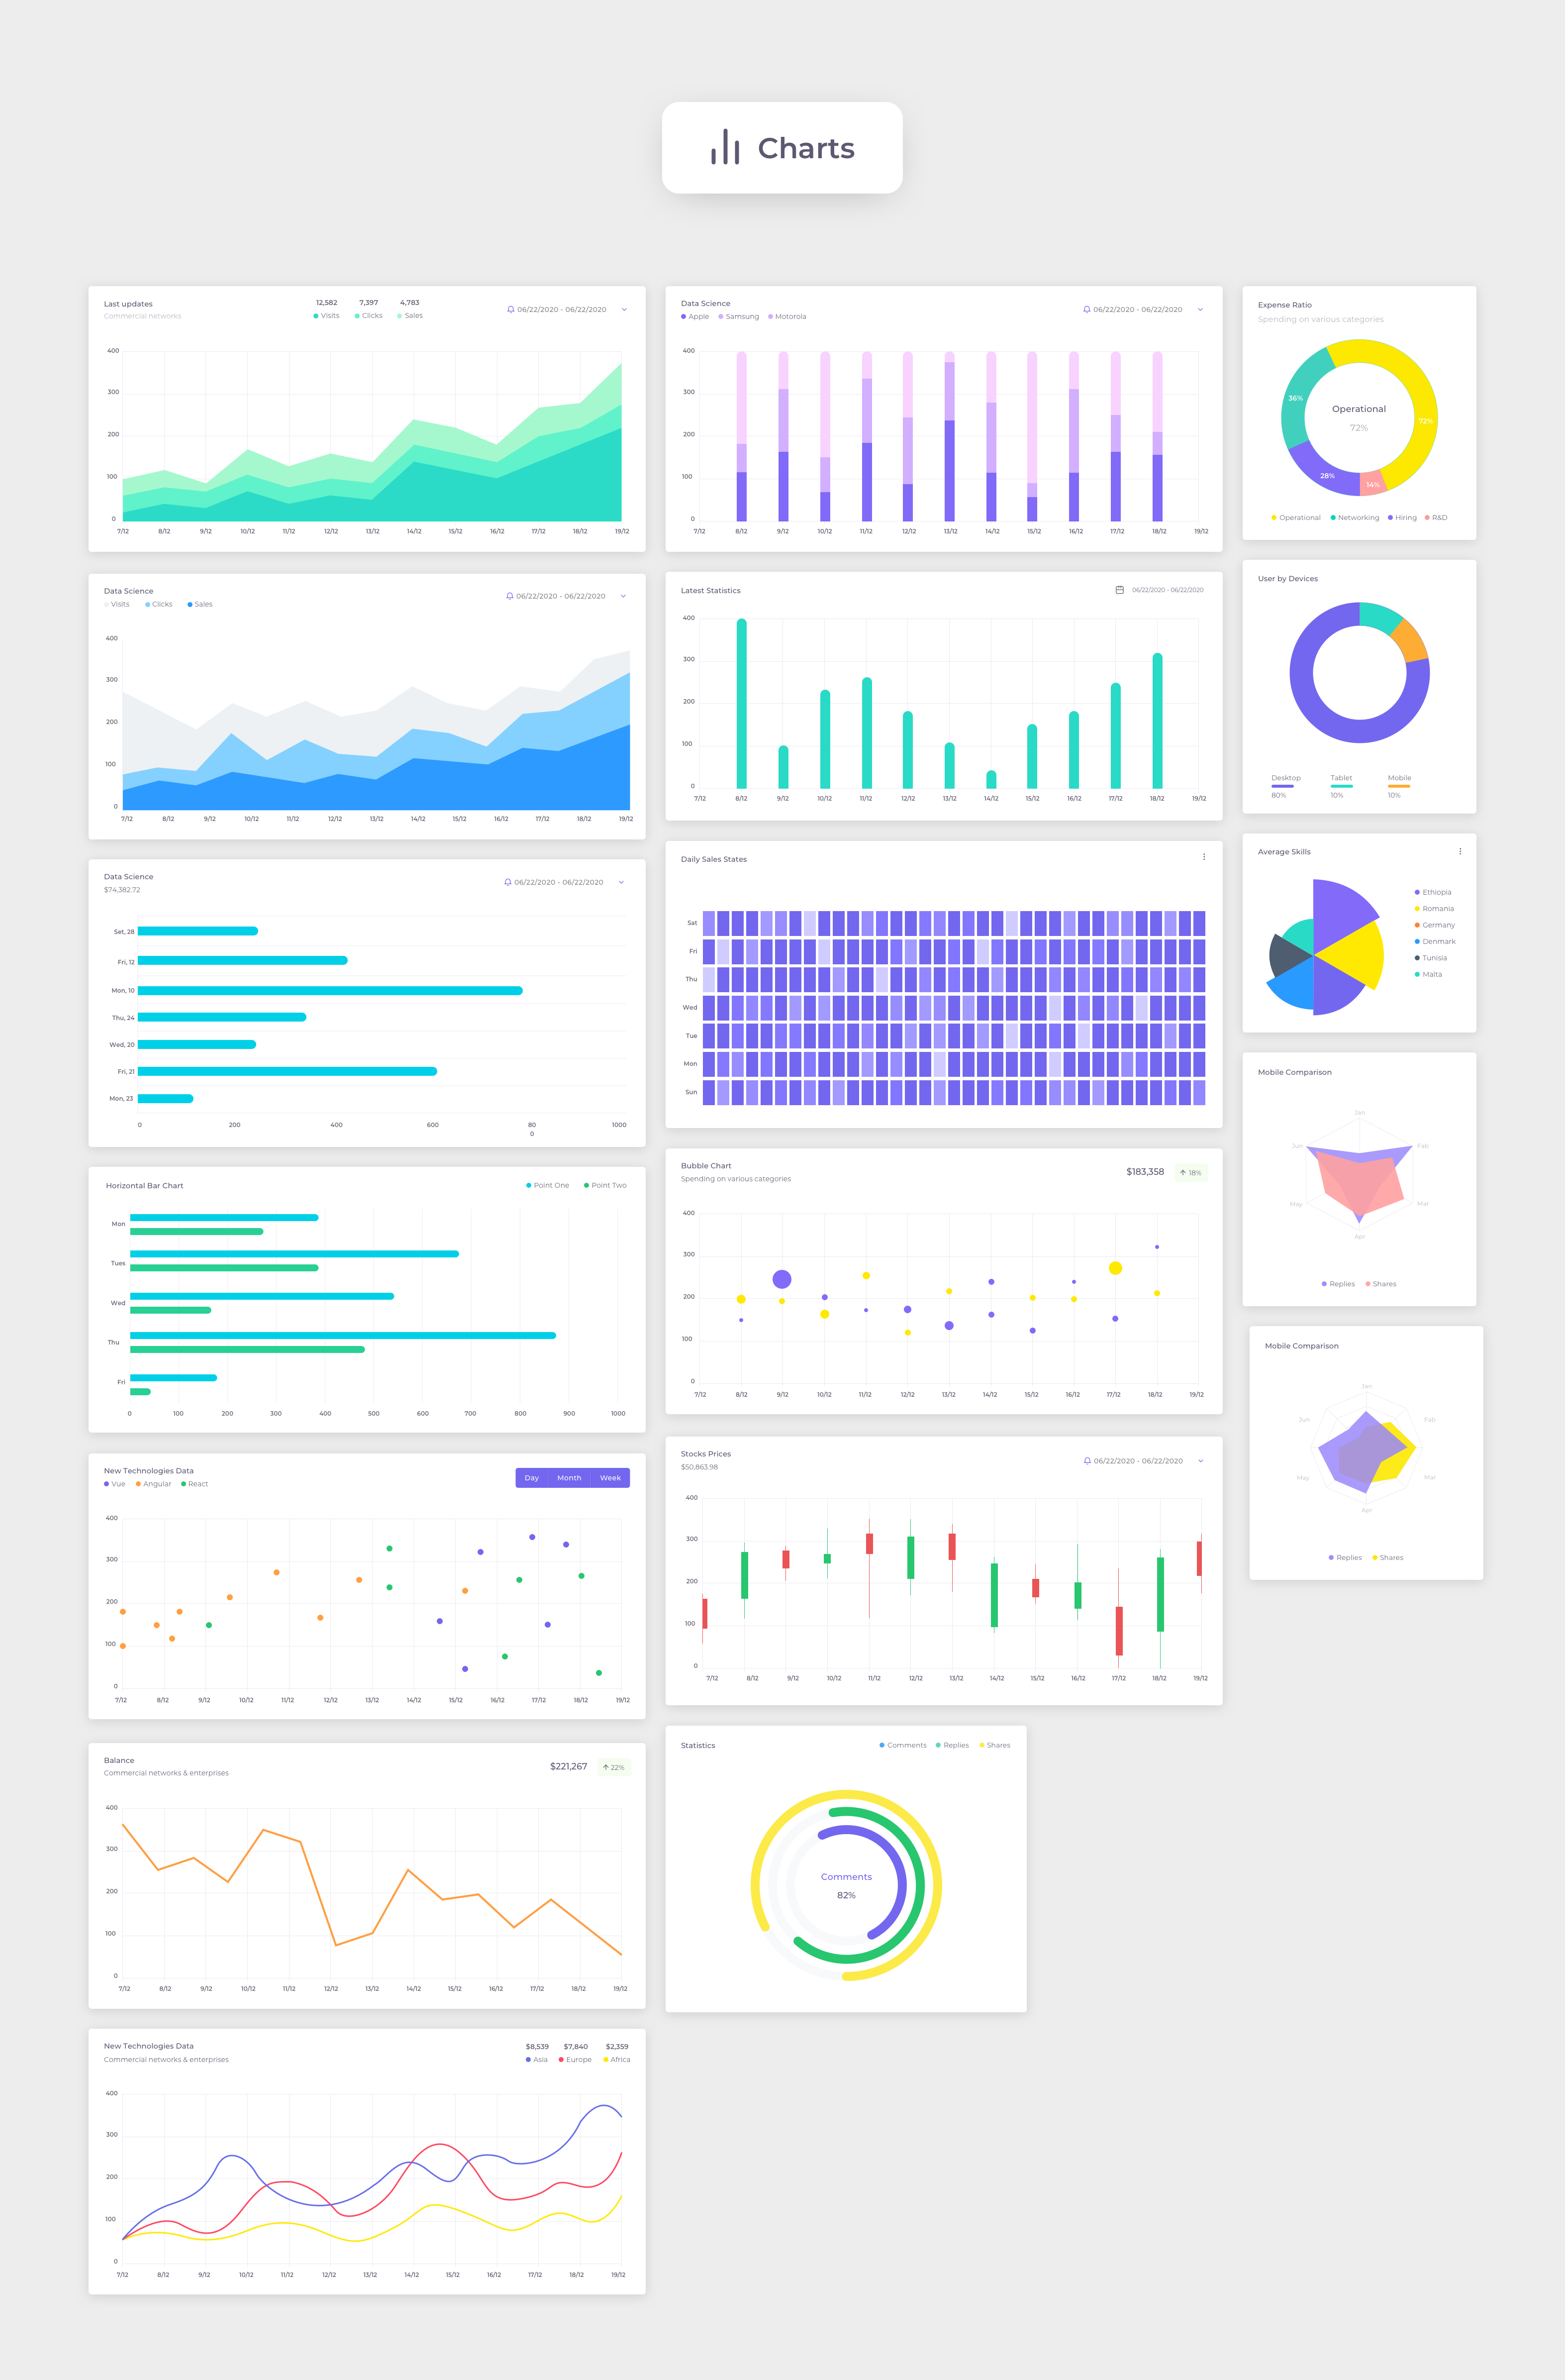 Charts
Last updates
Commercial networks
12,582 7,397 4,783
Visits Clicks Sales
06/22/2020 - 06/22/2020
400
300
200
100
0
7/12 8/12 9/12 10/12 11/12 12/12 13/12 14/12 15/12 16/12 17/12 18/12 19/12
Data Science
Visits Clicks Sales
06/22/2020 - 06/22/2020
400
300
200
100
0
7/12 8/12 9/12 10/12 11/12 12/12 13/12 14/12 15/12 16/12 17/12 18/12 19/12
Data Science
$74,382.72
06/22/2020 - 06/22/2020
Set, 28
Fri, 12
Mon, 10
Thu, 24
Wed, 20
Fri, 21
Mon, 23
0 200 400 600 80 1000
0
Horizontal Bar Chart
Point One Point Two
Mon
Tues
Wed
Thu
Fri
0 100 200 300 400 500 600 700 800 900 1000
New Technologies Data
Vue Angular React
Day Month Week
400
300
200
100
0
7/12 8/12 9/12 10/12 11/12 12/12 13/12 14/12 15/12 16/12 17/12 18/12 19/12
Balance
Commercial networks & enterprises
$221,267 22%
400
300
200
100
0
7/12 8/12 9/12 10/12 11/12 12/12 13/12 14/12 15/12 16/12 17/12 18/12 19/12
New Technologies Data
Commercial networks & enterprises
$8,539 $7,840 $2,359
Asia Europe Africa
400
300
200
100
0
7/12 8/12 9/12 10/12 11/12 12/12 13/12 14/12 15/12 16/12 17/12 18/12 19/12
Data Science
Apple Samsung Motorola
06/22/2020 - 06/22/2020
400
300
200
100
0
7/12 8/12 9/12 10/12 11/12 12/12 13/12 14/12 15/12 16/12 17/12 18/12 19/12
Latest Statistics
06/22/2020 - 06/22/2020
400
300
200
100
0
7/12 8/12 9/12 10/12 11/12 12/12 13/12 14/12 15/12 16/12 17/12 18/12 19/12
Daily Sales States
Sat
Fri
Thu
Wed
Tue
Mon
Sun
Bubble Chart
Spending on various categories
$183,358 18%
400
300
200
100
0
7/12 8/12 9/12 10/12 11/12 12/12 13/12 14/12 15/12 16/12 17/12 18/12 19/12
Stocks Prices
$50,863.98
06/22/2020 - 06/22/2020
400
300
200
100
0
7/12 8/12 9/12 10/12 11/12 12/12 13/12 14/12 15/12 16/12 17/12 18/12 19/12
Statistics
Comments Replies Shares
Comments
82%
Expense Ratio
Spending on various categories
36%
Operational
72%
72%
28%
14%
Operational Networking Hiring R&D
User by Devices
Desktop Tablet Mobile
80% 10% 10%
Average Skills
Ethiopia
Romania
Germany
Denmark
Tunisia
Malta
Mobile Comparison
Jan
Jun Fab
May Mar
Apr
Replies Shares
Mobile Comparison
Jan
Jun Fab
May Mar
Apr
Replies Shares